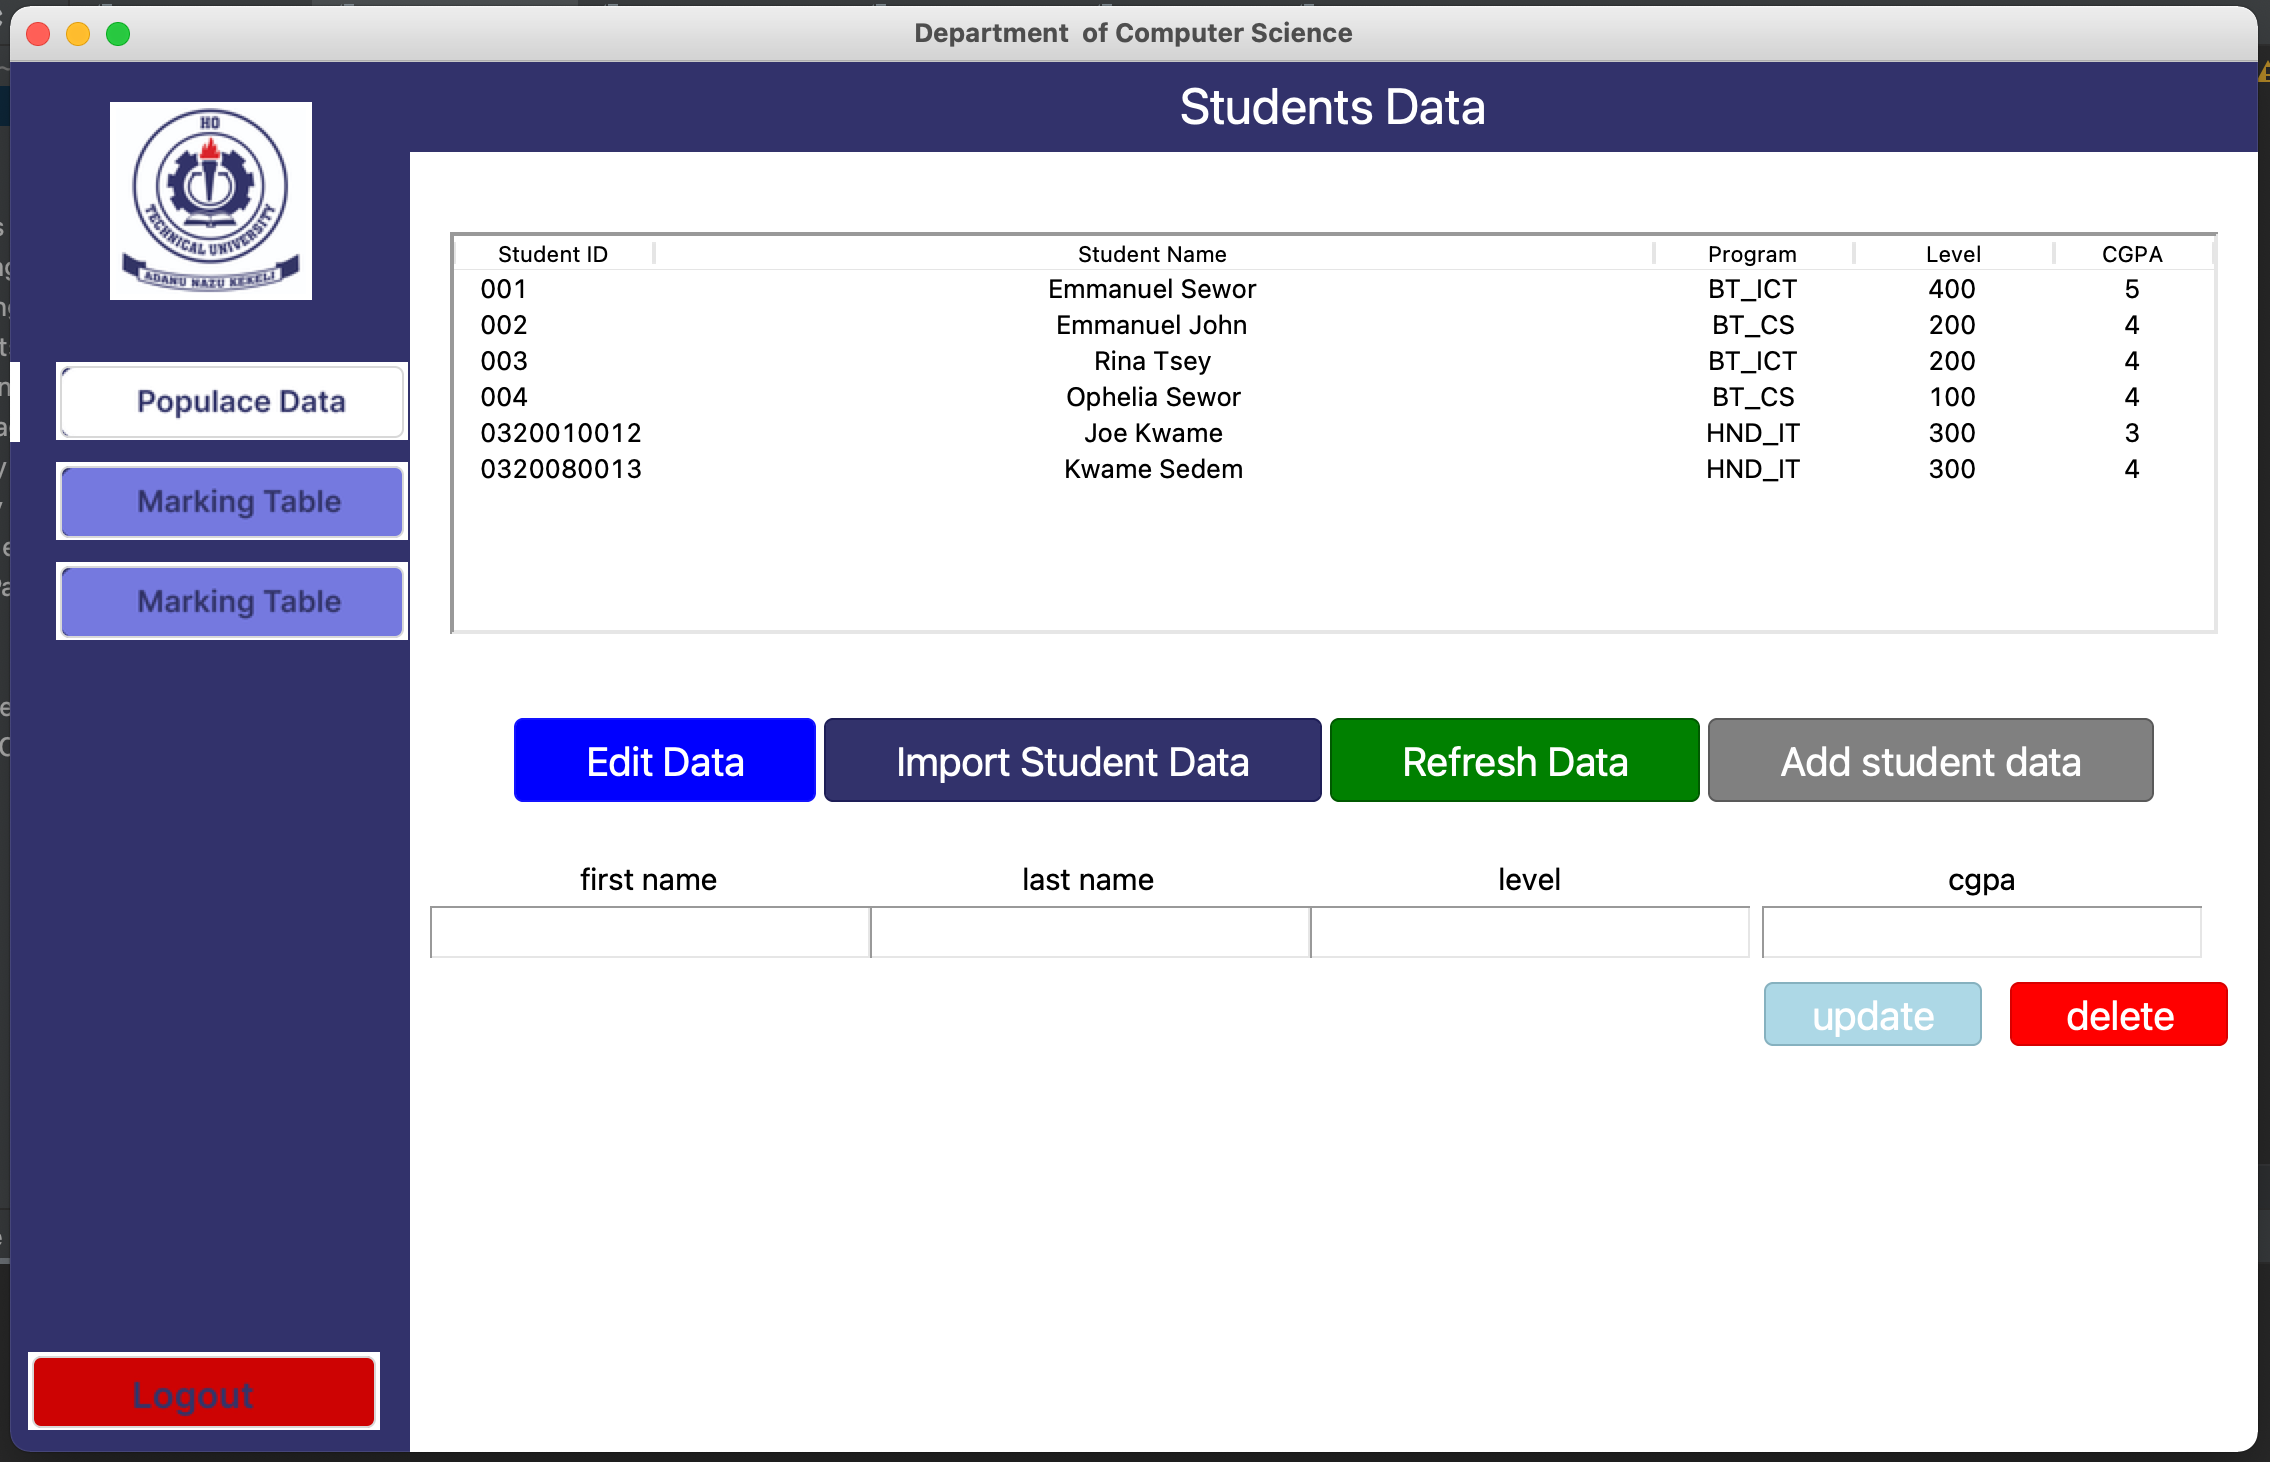 Department of Computer Science
Students Data
HO
TECHNICAL UNIVERSITY
ADANU NAZU KEKELI
Populace Data
Marking Table
Marking Table
Logout
Student ID Student Name Program Level CGPA
001 Emmanuel Sewor BT_ICT 400 5
002 Emmanuel John BT_CS 200 4
003 Rina Tsey BT_ICT 200 4
004 Ophelia Sewor BT_CS 100 4
0320010012 Joe Kwame HND_IT 300 3
0320080013 Kwame Sedem HND_IT 300 4
Edit Data Import Student Data Refresh Data Add student data
first name last name level cgpa
update delete